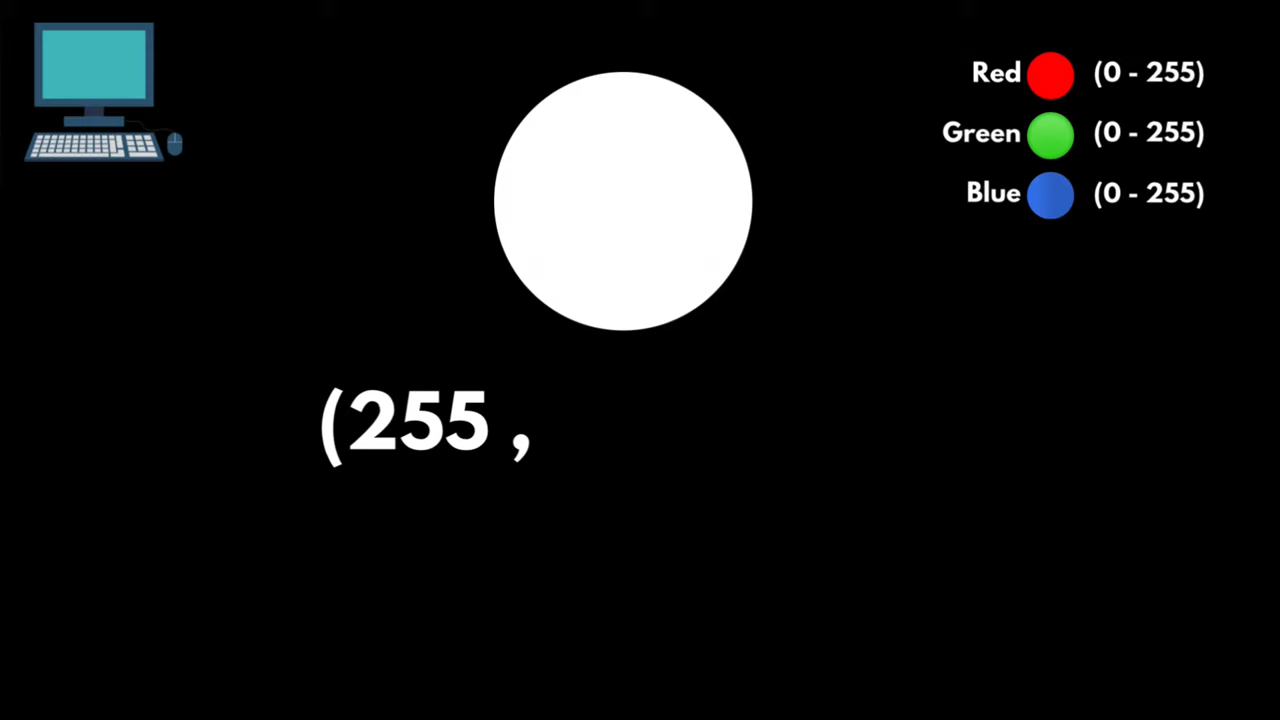 Red (0 - 255)
Green (0 - 255)
Blue (0 - 255)
(255 ,